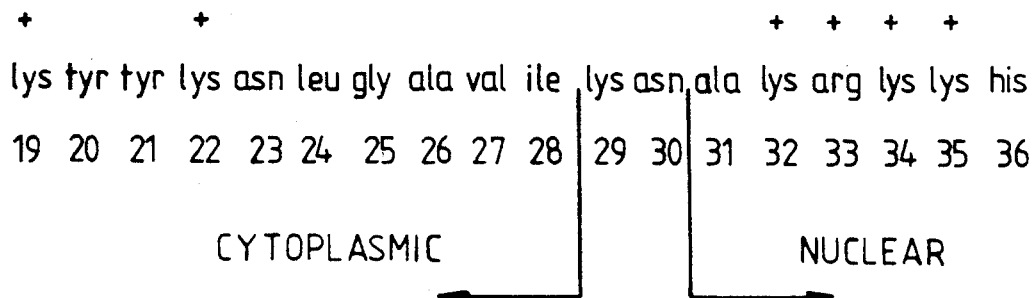 + + + + + +
lys tyr tyr lys asn leu gly ala val ile lys asn ala lys arg lys lys his
19 20 21 22 23 24 25 26 27 28 29 30 31 32 33 34 35 36
CYTOPLASMIC NUCLEAR